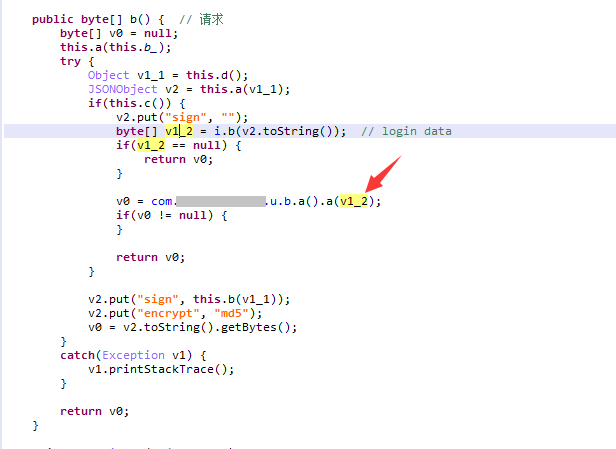 public byte[] b() {  // 请求
byte[] v0 = null;
this.a(this.b_);
try {
Object v1_1 = this.d();
JSONObject v2 = this.a(v1_1);
if(this.c()) {
v2.put("sign", "");
byte[] v1_2 = i.b(v2.toString());  // login data
if(v1_2 == null) {
return v0;
}
v0 = com. .u.b.a().a(v1_2);
if(v0 != null) {
}
return v0;
}
v2.put("sign", this.b(v1_1));
v2.put("encrypt", "md5");
v0 = v2.toString().getBytes();
}
catch(Exception v1) {
v1.printStackTrace();
}
return v0;
}